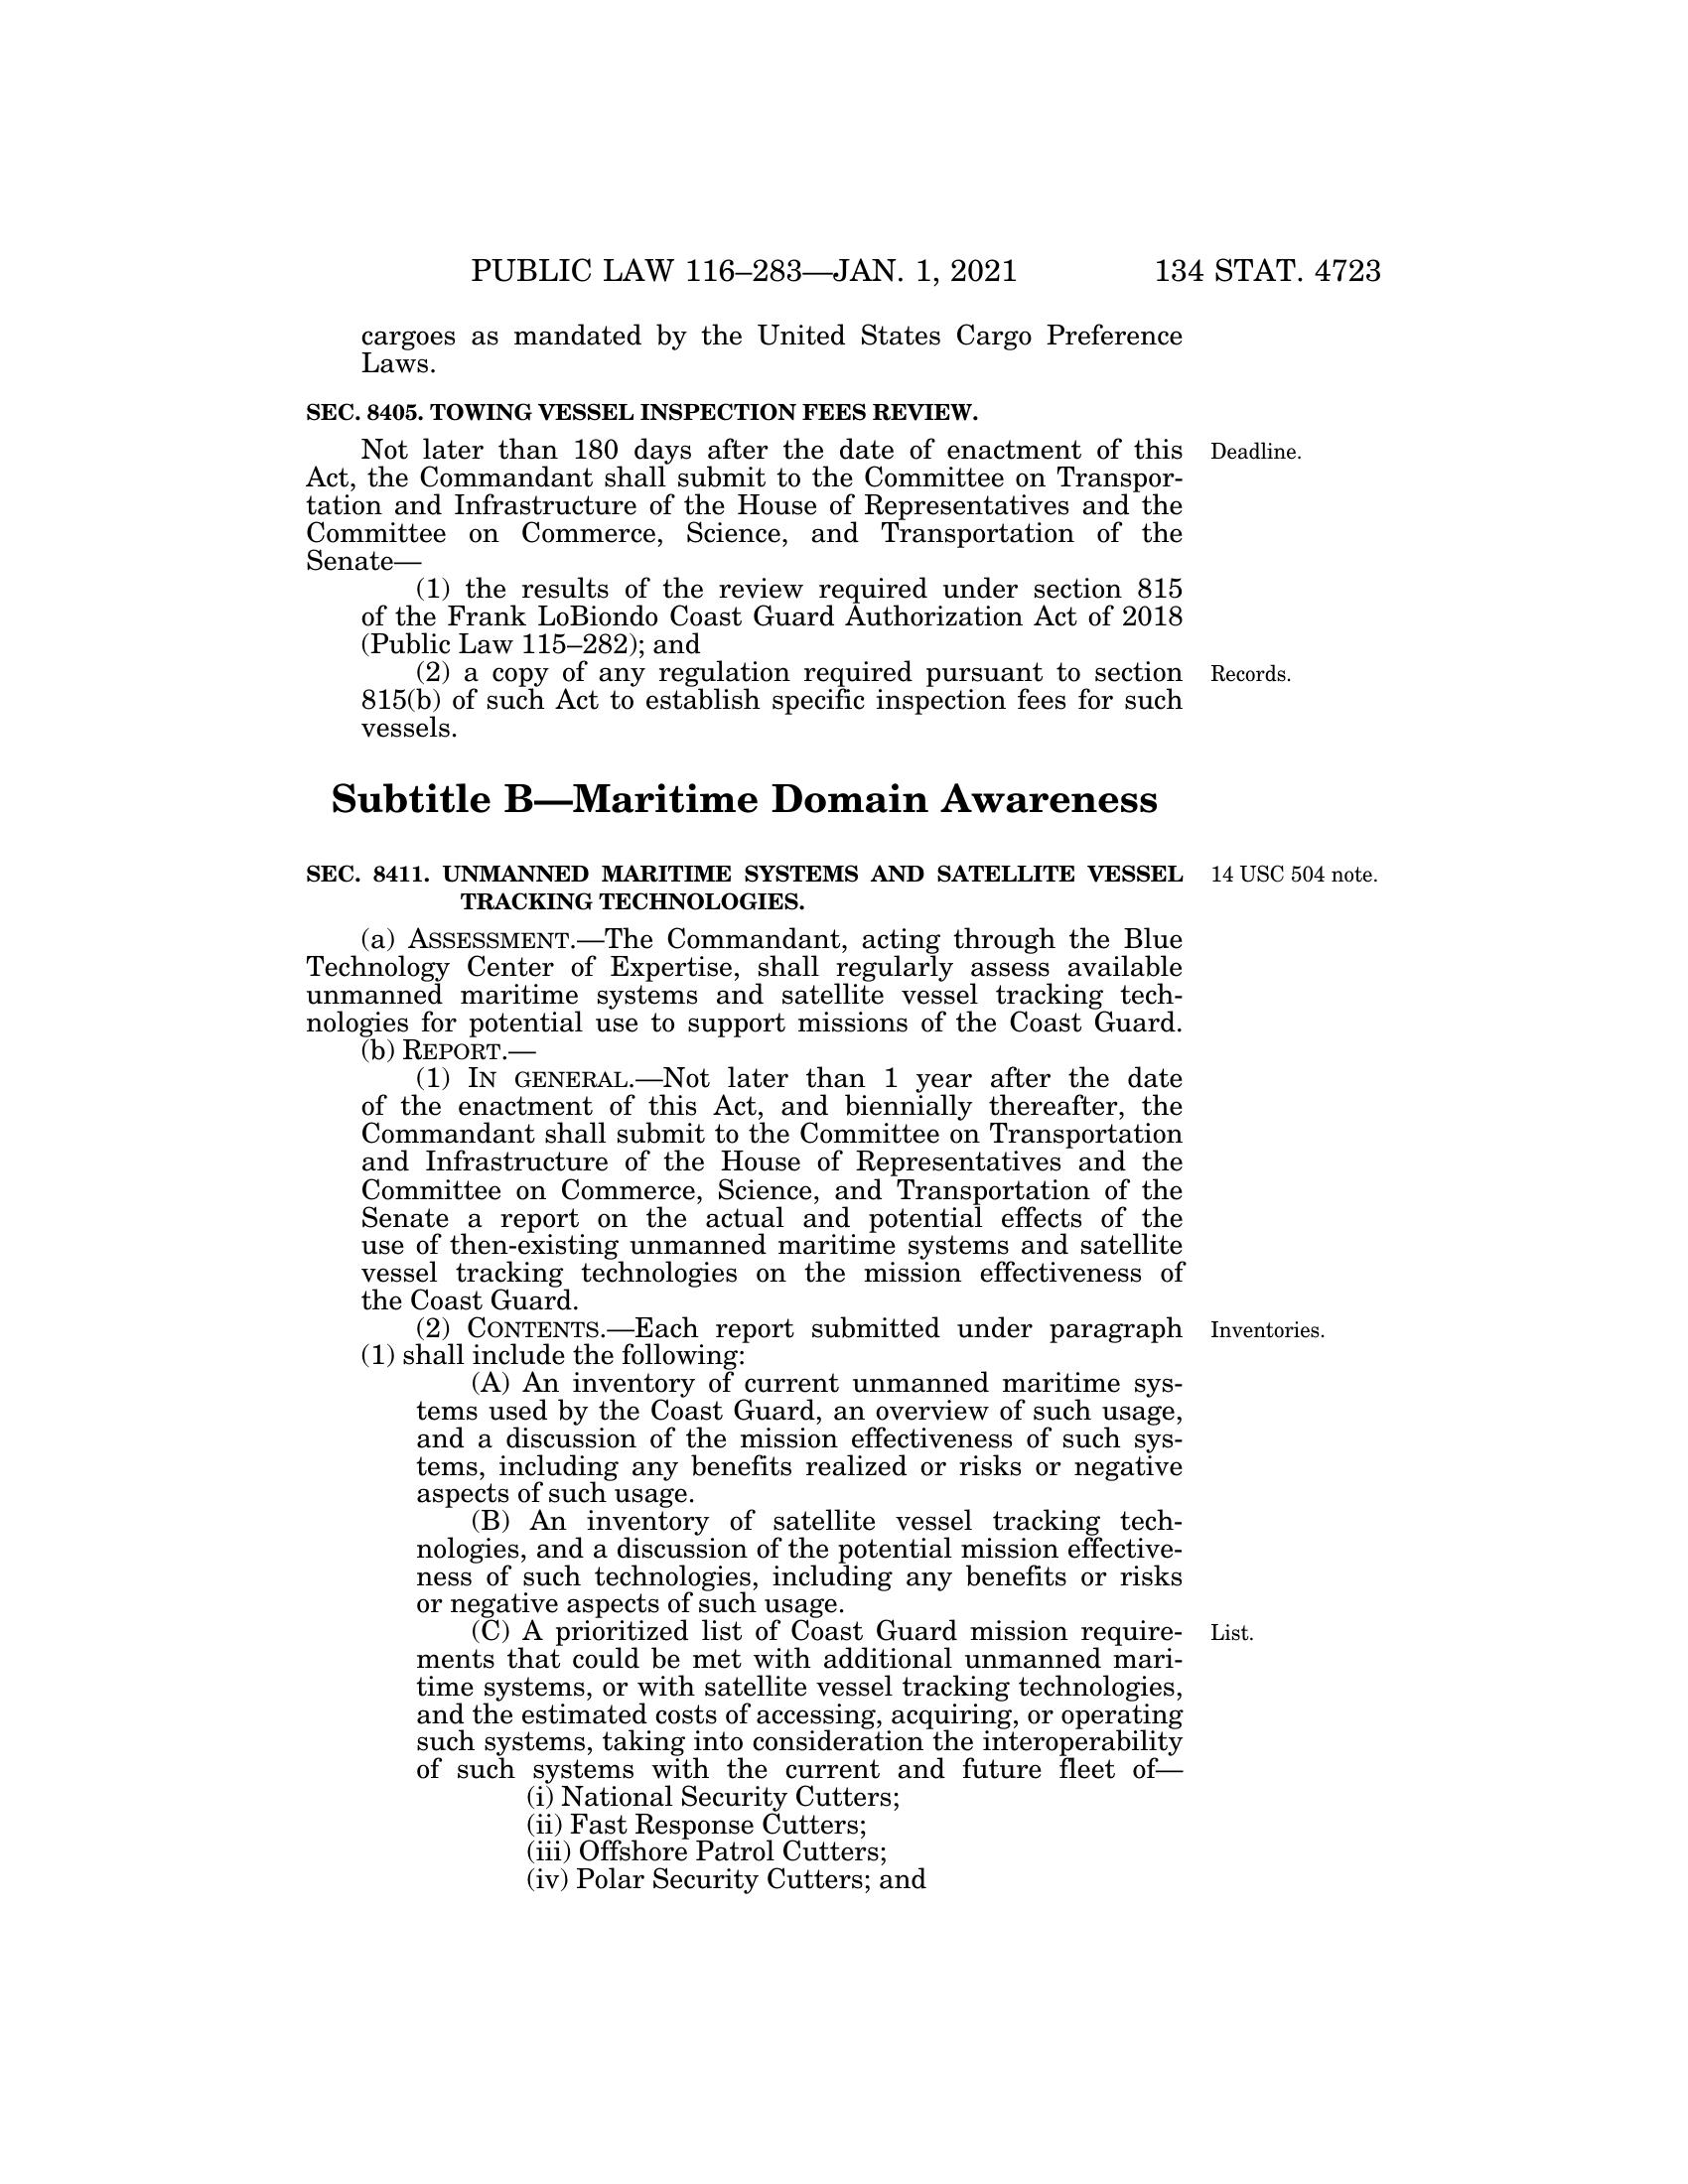 PUBLIC LAW 116–283—JAN. 1, 2021 134 STAT. 4723
cargoes as mandated by the United States Cargo Preference
Laws.
SEC. 8405. TOWING VESSEL INSPECTION FEES REVIEW.
Not later than 180 days after the date of enactment of this Deadline.
Act, the Commandant shall submit to the Committee on Transpor-
tation and Infrastructure of the House of Representatives and the
Committee on Commerce, Science, and Transportation of the
Senate—
(1) the results of the review required under section 815
of the Frank LoBiondo Coast Guard Authorization Act of 2018
(Public Law 115–282); and
(2) a copy of any regulation required pursuant to section Records.
815(b) of such Act to establish specific inspection fees for such
vessels.
Subtitle B—Maritime Domain Awareness
SEC. 8411. UNMANNED MARITIME SYSTEMS AND SATELLITE VESSEL 14 USC 504 note.
TRACKING TECHNOLOGIES.
(a) ASSESSMENT.—The Commandant, acting through the Blue
Technology Center of Expertise, shall regularly assess available
unmanned maritime systems and satellite vessel tracking tech-
nologies for potential use to support missions of the Coast Guard.
(b) REPORT.—
(1) IN GENERAL.—Not later than 1 year after the date
of the enactment of this Act, and biennially thereafter, the
Commandant shall submit to the Committee on Transportation
and Infrastructure of the House of Representatives and the
Committee on Commerce, Science, and Transportation of the
Senate a report on the actual and potential effects of the
use of then-existing unmanned maritime systems and satellite
vessel tracking technologies on the mission effectiveness of
the Coast Guard.
(2) CONTENTS.—Each report submitted under paragraph Inventories.
(1) shall include the following:
(A) An inventory of current unmanned maritime sys-
tems used by the Coast Guard, an overview of such usage,
and a discussion of the mission effectiveness of such sys-
tems, including any benefits realized or risks or negative
aspects of such usage.
(B) An inventory of satellite vessel tracking tech-
nologies, and a discussion of the potential mission effective-
ness of such technologies, including any benefits or risks
or negative aspects of such usage.
(C) A prioritized list of Coast Guard mission require- List.
ments that could be met with additional unmanned mari-
time systems, or with satellite vessel tracking technologies,
and the estimated costs of accessing, acquiring, or operating
such systems, taking into consideration the interoperability
of such systems with the current and future fleet of—
(i) National Security Cutters;
(ii) Fast Response Cutters;
(iii) Offshore Patrol Cutters;
(iv) Polar Security Cutters; and